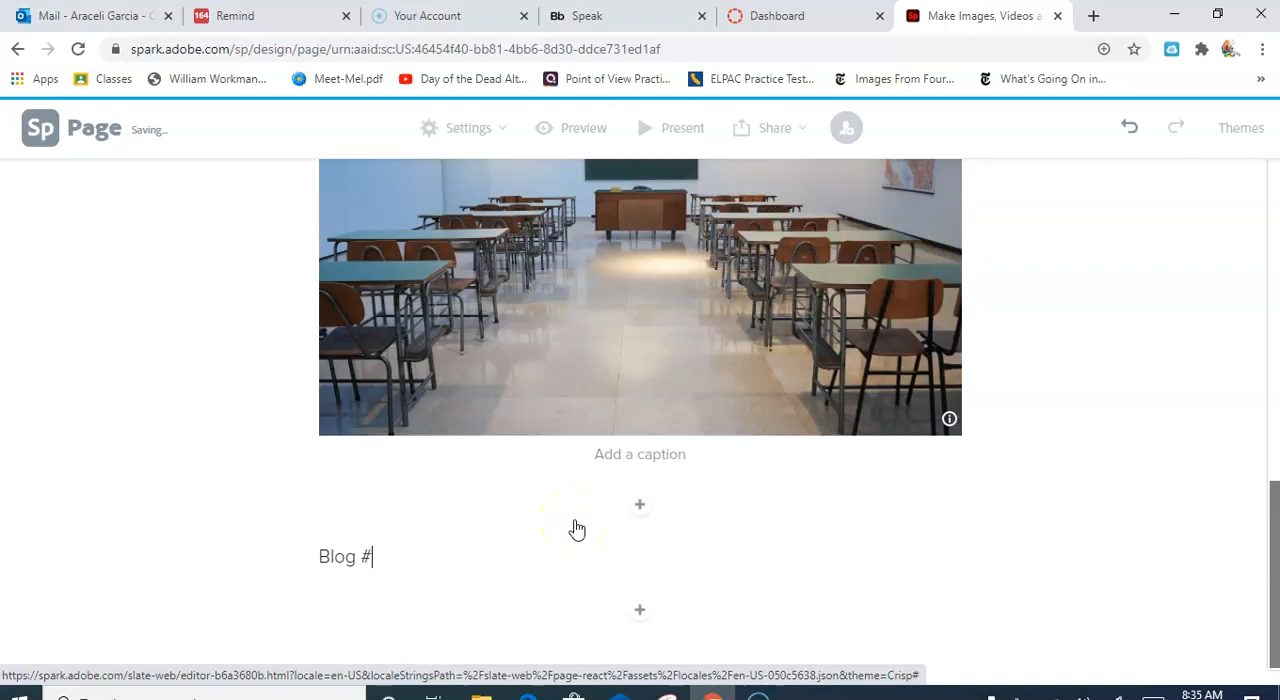 Mail - Araceli Garcia - C
164 Remind
Your Account
Bb Speak
Dashboard
Sp Make Images, Videos a
spark.adobe.com/sp/design/page/urn:aaid:sc:US:46454f40-bb81-4bb6-8d30-ddce731ed1af
Apps
Classes
William Workman...
Meet-Mel.pdf
Day of the Dead Alt...
Point of View Practi...
ELPAC Practice Test...
Images From Four...
What's Going On in...
»
Sp Page Saving...
Settings
Preview
Present
Share
Themes
Add a caption
Blog #
https://spark.adobe.com/slate-web/editor-b6a3680b.html?locale=en-US&localeStringsPath=%2Fslate-web%2Fpage-react%2Fassets%2Flocales%2Fen-US-050c5638.json&theme=Crisp#
8:35 AM